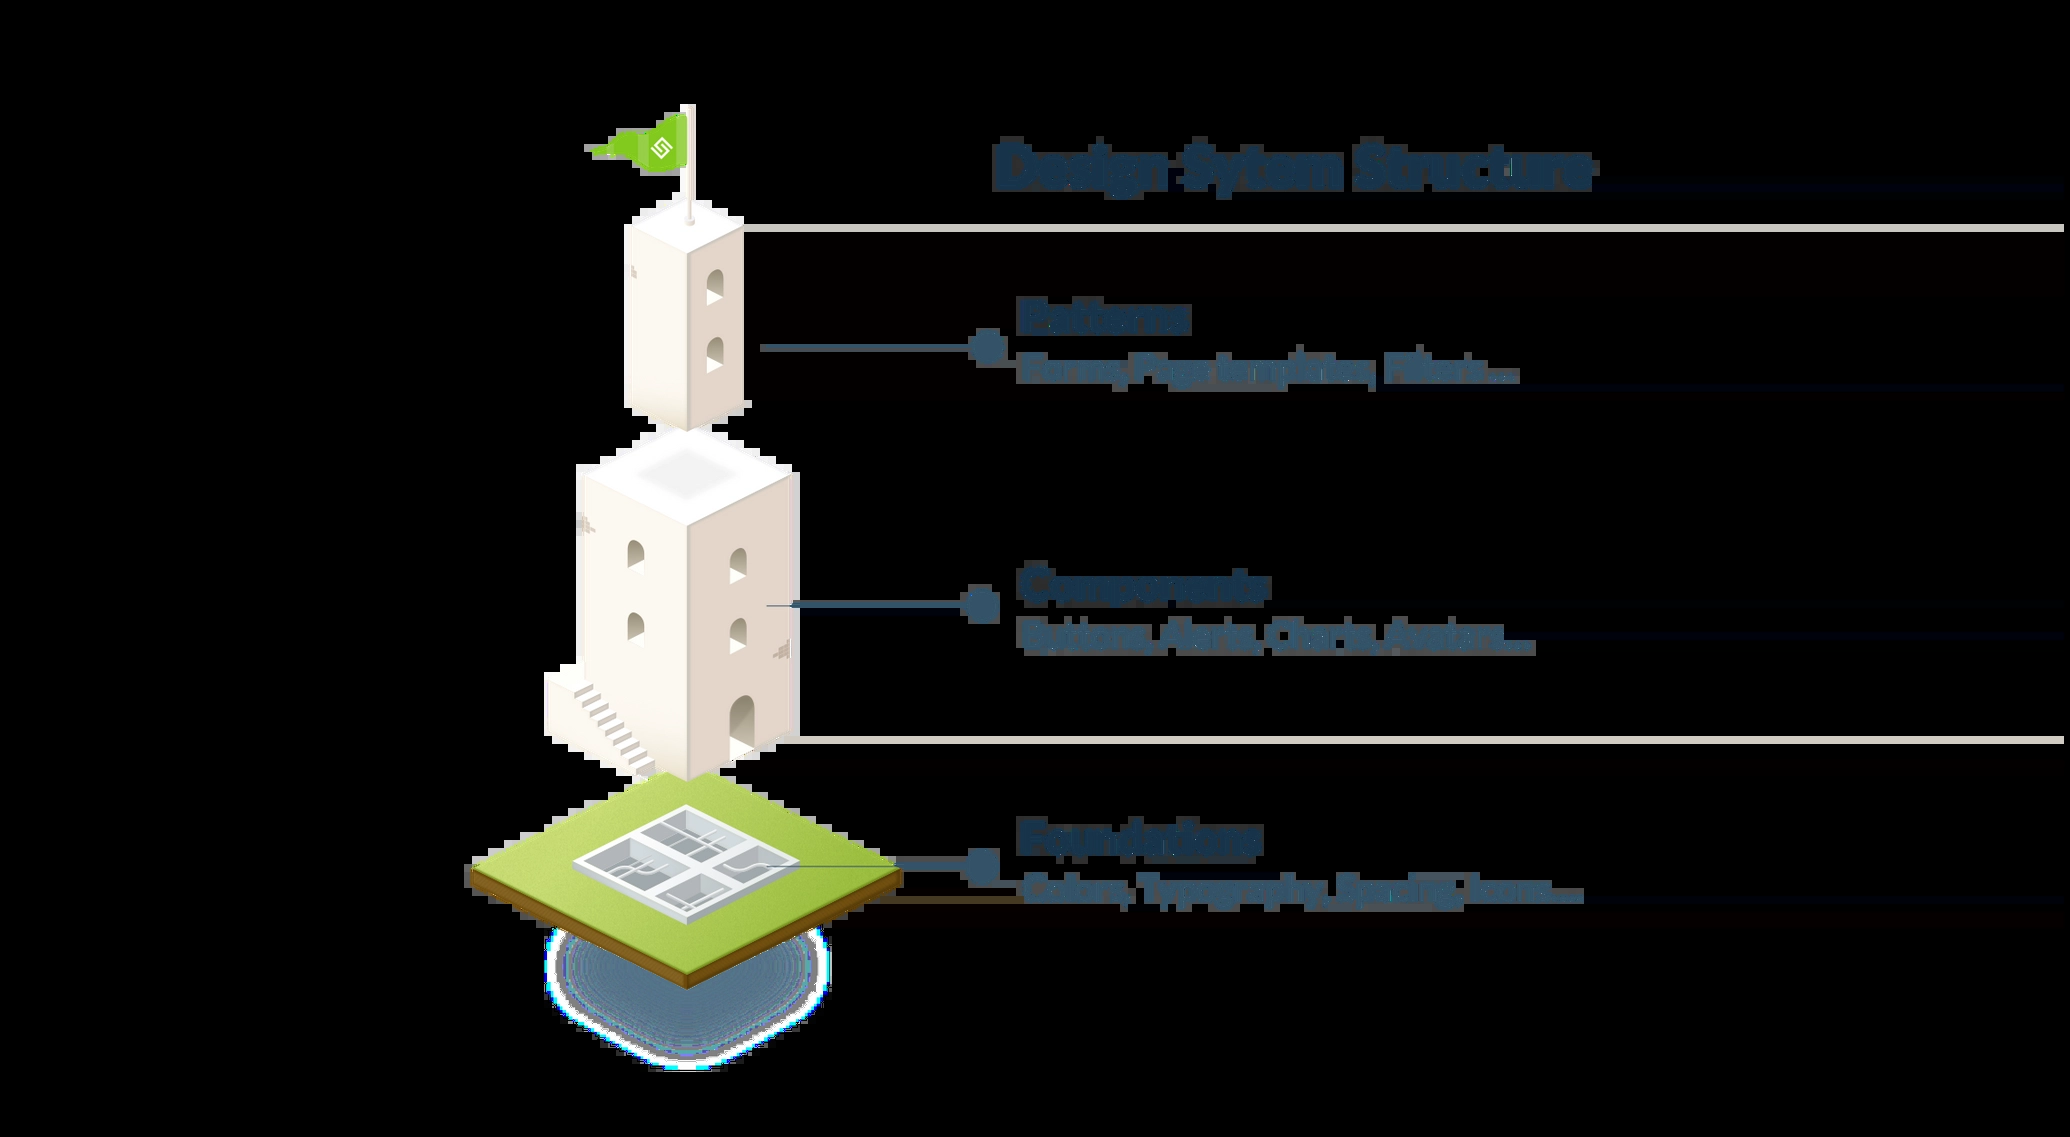 Design Sytem Structure
Patterns
Forms, Page templates, Filters...
Components
Buttons, Alerts, Charts, Avatars...
Foundations
Colors, Typography, Spacing, Icons...